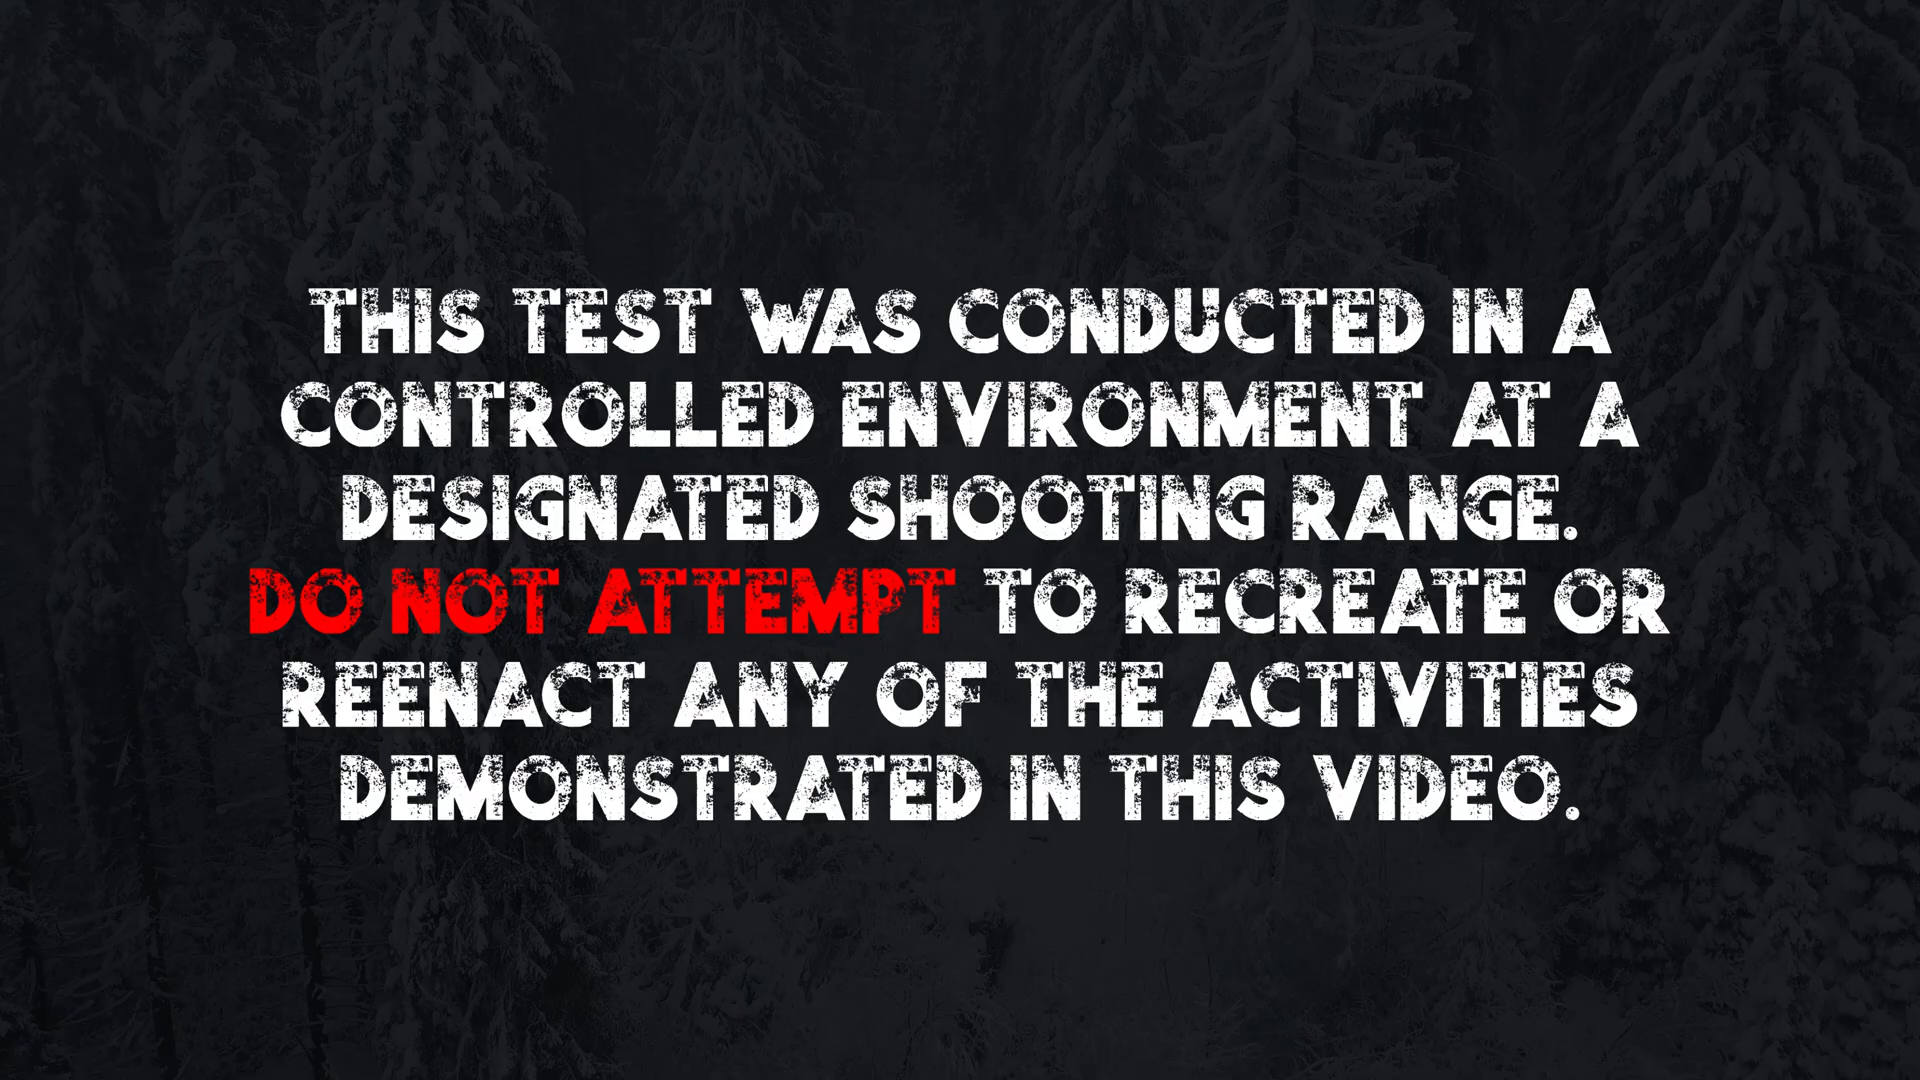 THIS TEST WAS CONDUCTED IN A
CONTROLLED ENVIRONMENT AT A
DESIGNATED SHOOTING RANGE.
DO NOT ATTEMPT TO RECREATE OR
REENACT ANY OF THE ACTIVITIES
DEMONSTRATED IN THIS VIDEO.